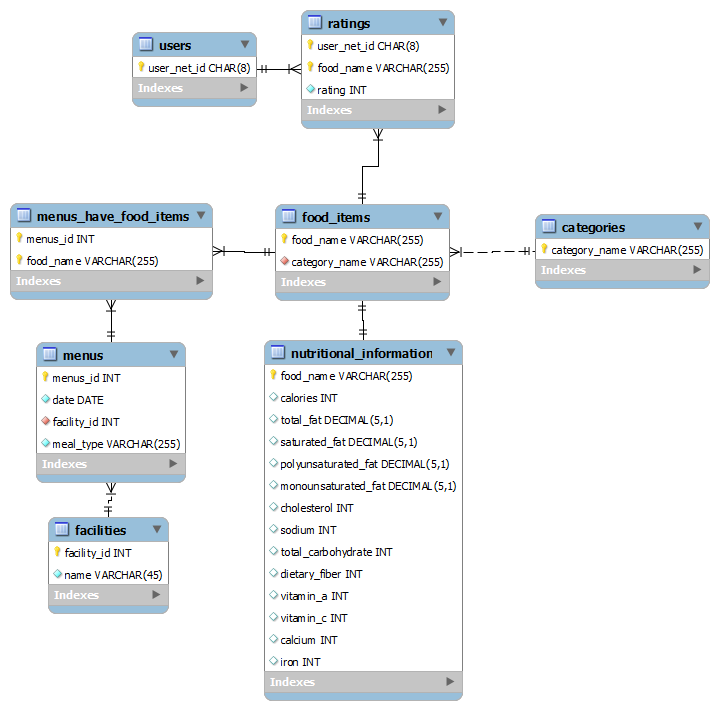 ratings
user_net_id CHAR(8)
food_name VARCHAR(255)
rating INT
Indexes
users
user_net_id CHAR(8)
Indexes
menus_have_food_items
menus_id INT
food_name VARCHAR(255)
Indexes
food_items
food_name VARCHAR(255)
category_name VARCHAR(255)
Indexes
categories
category_name VARCHAR(255)
Indexes
menus
menus_id INT
date DATE
facility_id INT
meal_type VARCHAR(255)
Indexes
nutritional_information
food_name VARCHAR(255)
calories INT
total_fat DECIMAL(5,1)
saturated_fat DECIMAL(5,1)
polyunsaturated_fat DECIMAL(5,1)
monounsaturated_fat DECIMAL(5,1)
cholesterol INT
sodium INT
total_carbohydrate INT
dietary_fiber INT
vitamin_a INT
vitamin_c INT
calcium INT
iron INT
Indexes
facilities
facility_id INT
name VARCHAR(45)
Indexes